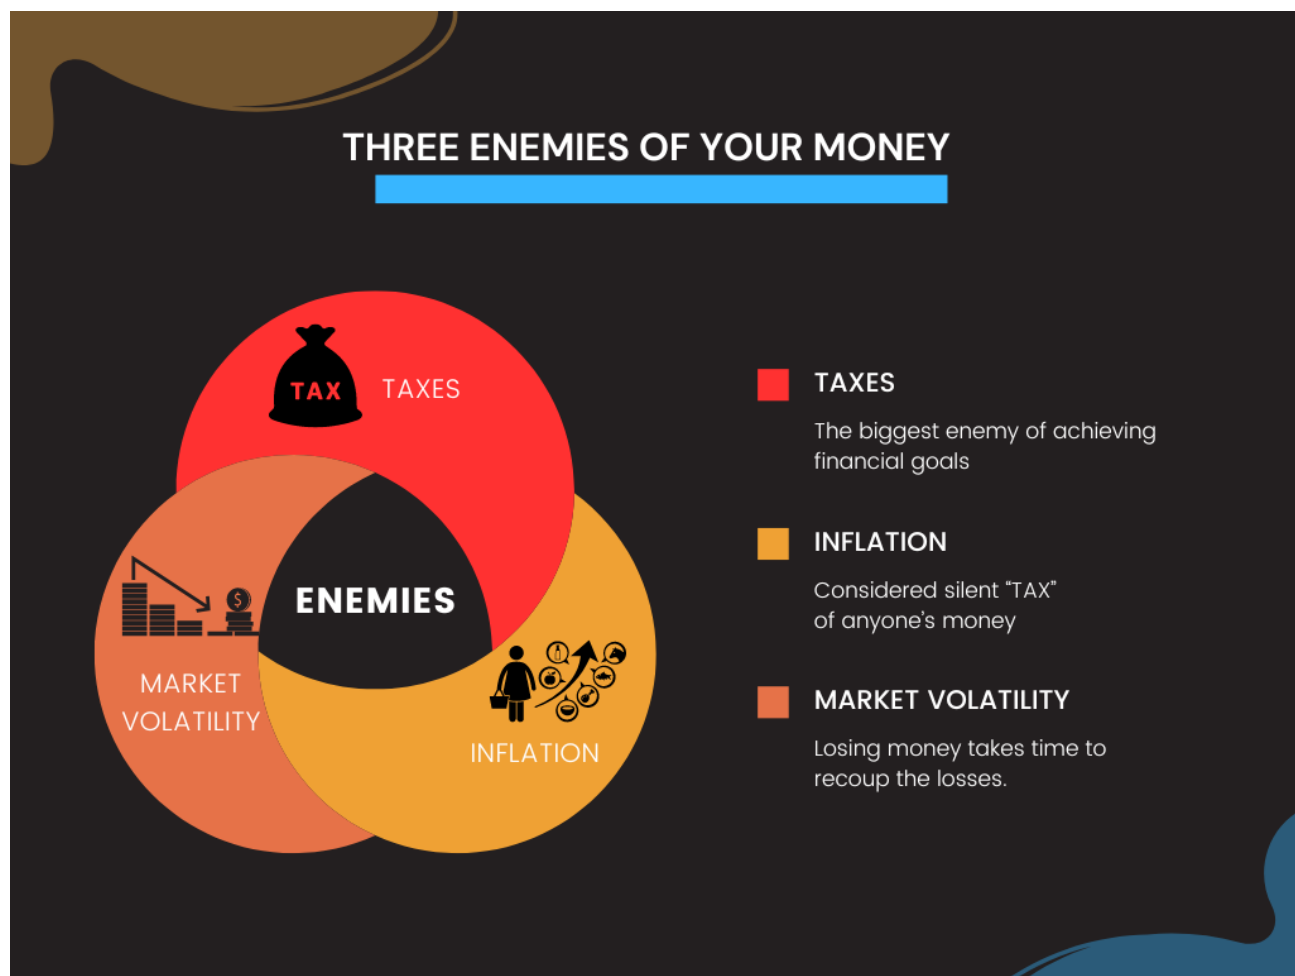 THREE ENEMIES OF YOUR MONEY
TAX
TAXES
ENEMIES
MARKET
VOLATILITY
$
INFLATION
TAXES
The biggest enemy of achieving
financial goals
INFLATION
Considered silent “TAX”
of anyone’s money
MARKET VOLATILITY
Losing money takes time to
recoup the losses.